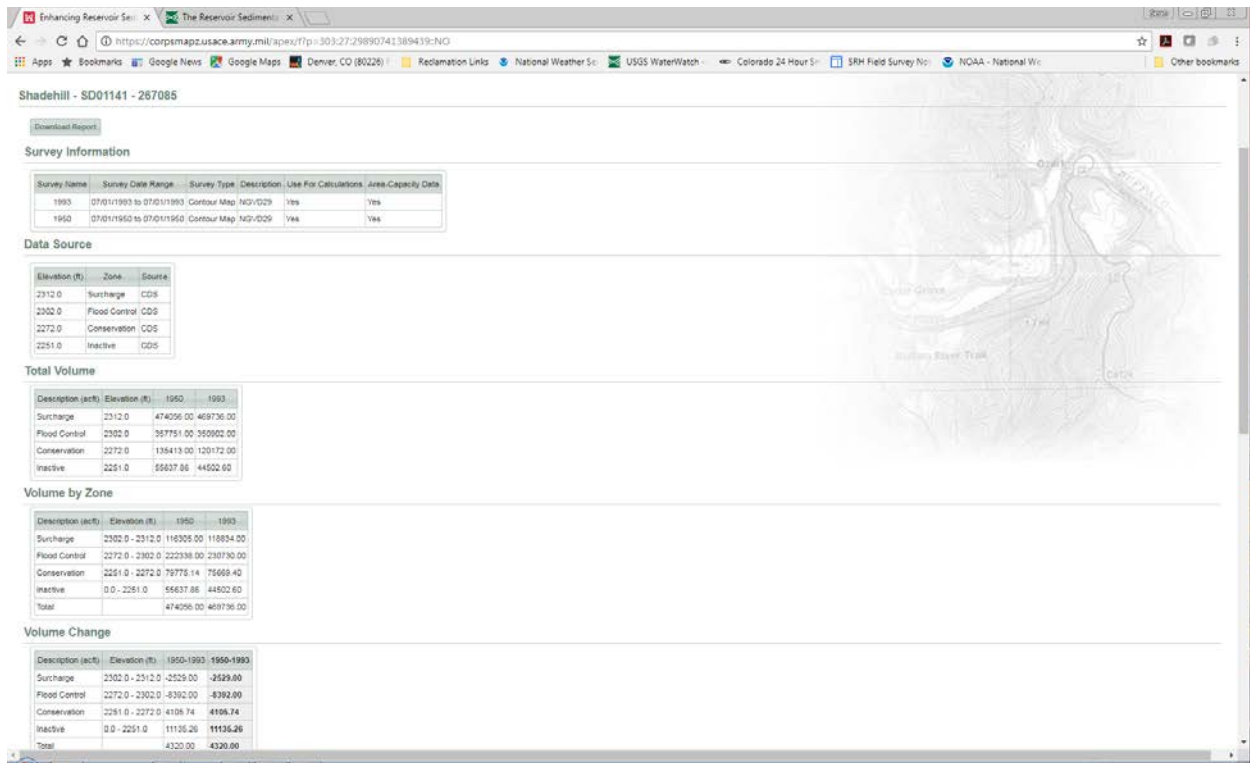 Enhancing Reservoir Sed x The Reservoir Sedimenta x
https://corpsmapz.usace.army.mil/apex/f?p=303:27:29890741389439::NO
Apps Bookmarks Google News Google Maps Denver, CO (80226) Reclamation Links National Weather Se USGS WaterWatch - Colorado 24 Hour S SRH Field Survey No NOAA - National We Other bookmarks
Shadehill - SD01141 - 267085
Download Report
Survey Information
Survey Name Survey Date Range Survey Type Description Use For Calculations Area-Capacity Data
1993 07/01/1993 to 07/01/1993 Contour Map NGVD29 Yes Yes
1950 07/01/1950 to 07/01/1950 Contour Map NGVD29 Yes Yes
Data Source
Elevation (ft) Zone Source
2312.0 Surcharge CDS
2302.0 Flood Control CDS
2272.0 Conservation CDS
2251.0 Inactive CDS
Total Volume
Description (acft) Elevation (ft) 1950 1993
Surcharge 2312.0 474056.00 469736.00
Flood Control 2302.0 357751.00 350902.00
Conservation 2272.0 135413.00 120172.00
Inactive 2251.0 55637.86 44502.60
Volume by Zone
Description (acft) Elevation (ft) 1950 1993
Surcharge 2302.0 - 2312.0 116305.00 118834.00
Flood Control 2272.0 - 2302.0 222338.00 230730.00
Conservation 2251.0 - 2272.0 79775.14 75669.40
Inactive 0.0 - 2251.0 55637.86 44502.60
Total 474056.00 469736.00
Volume Change
Description (acft) Elevation (ft) 1950-1993 1950-1993
Surcharge 2302.0 - 2312.0 -2529.00 -2529.00
Flood Control 2272.0 - 2302.0 -8392.00 -8392.00
Conservation 2251.0 - 2272.0 4105.74 4105.74
Inactive 0.0 - 2251.0 11135.26 11135.26
Total 4320.00 4320.00